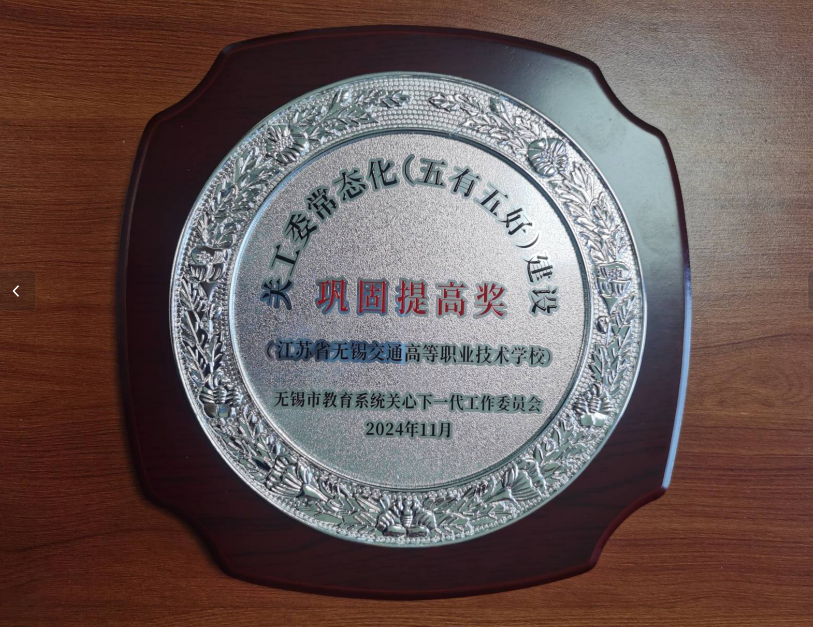 关工委常态化(五有五好)建设
巩固提高奖
(江苏省无锡交通高等职业技术学校)
无锡市教育系统关心下一代工作委员会
2024年11月